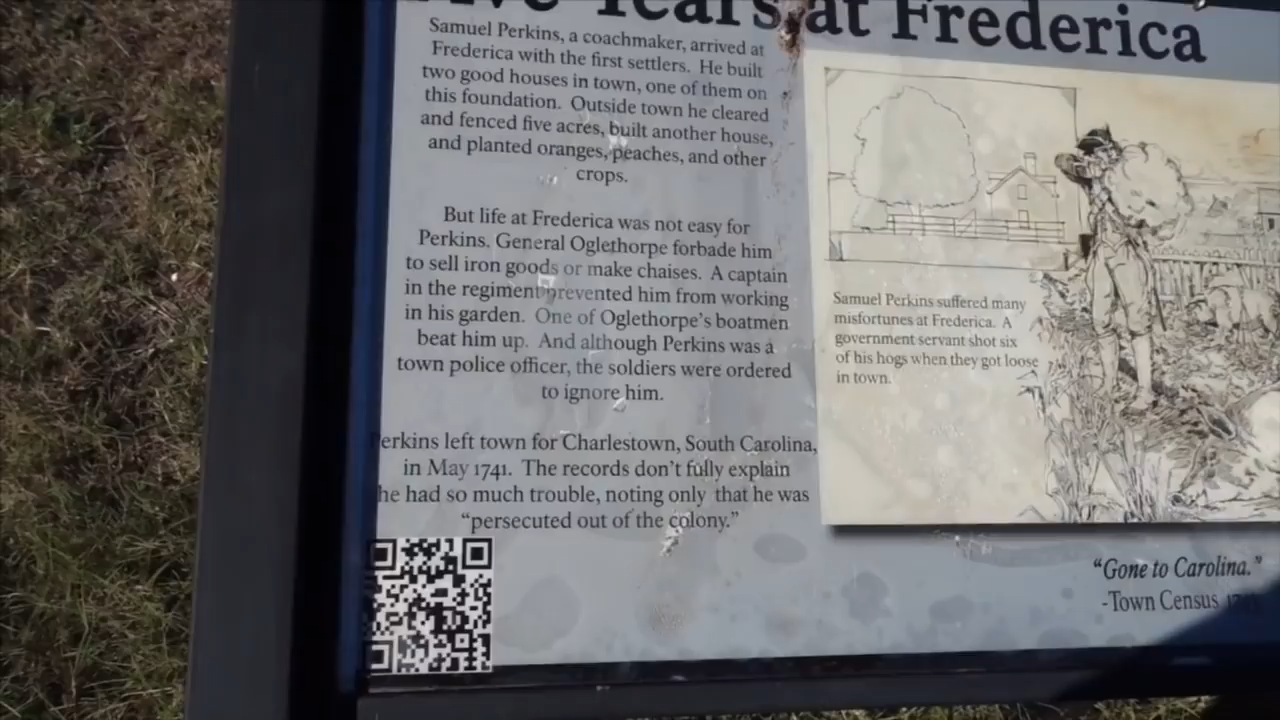 Five Years at Frederica
Samuel Perkins, a coachmaker, arrived at
Frederica with the first settlers. He built
two good houses in town, one of them on
this foundation. Outside town he cleared
and fenced five acres, built another house,
and planted oranges, peaches, and other
crops.
But life at Frederica was not easy for
Perkins. General Oglethorpe forbade him
to sell iron goods or make chaises. A captain
in the regiment prevented him from working
in his garden. One of Oglethorpe's boatmen
beat him up. And although Perkins was a
town police officer, the soldiers were ordered
to ignore him.
Perkins left town for Charlestown, South Carolina,
in May 1741. The records don't fully explain
he had so much trouble, noting only that he was
"persecuted out of the colony."
Samuel Perkins suffered many
misfortunes at Frederica. A
government servant shot six
of his hogs when they got loose
in town.
"Gone to Carolina."
-Town Census